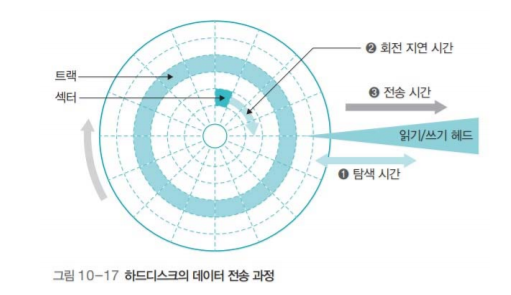 ❷ 회전 지연 시간
트랙
섹터
❸ 전송 시간
읽기/쓰기 헤드
❶ 탐색 시간
그림 10-17 하드디스크의 데이터 전송 과정